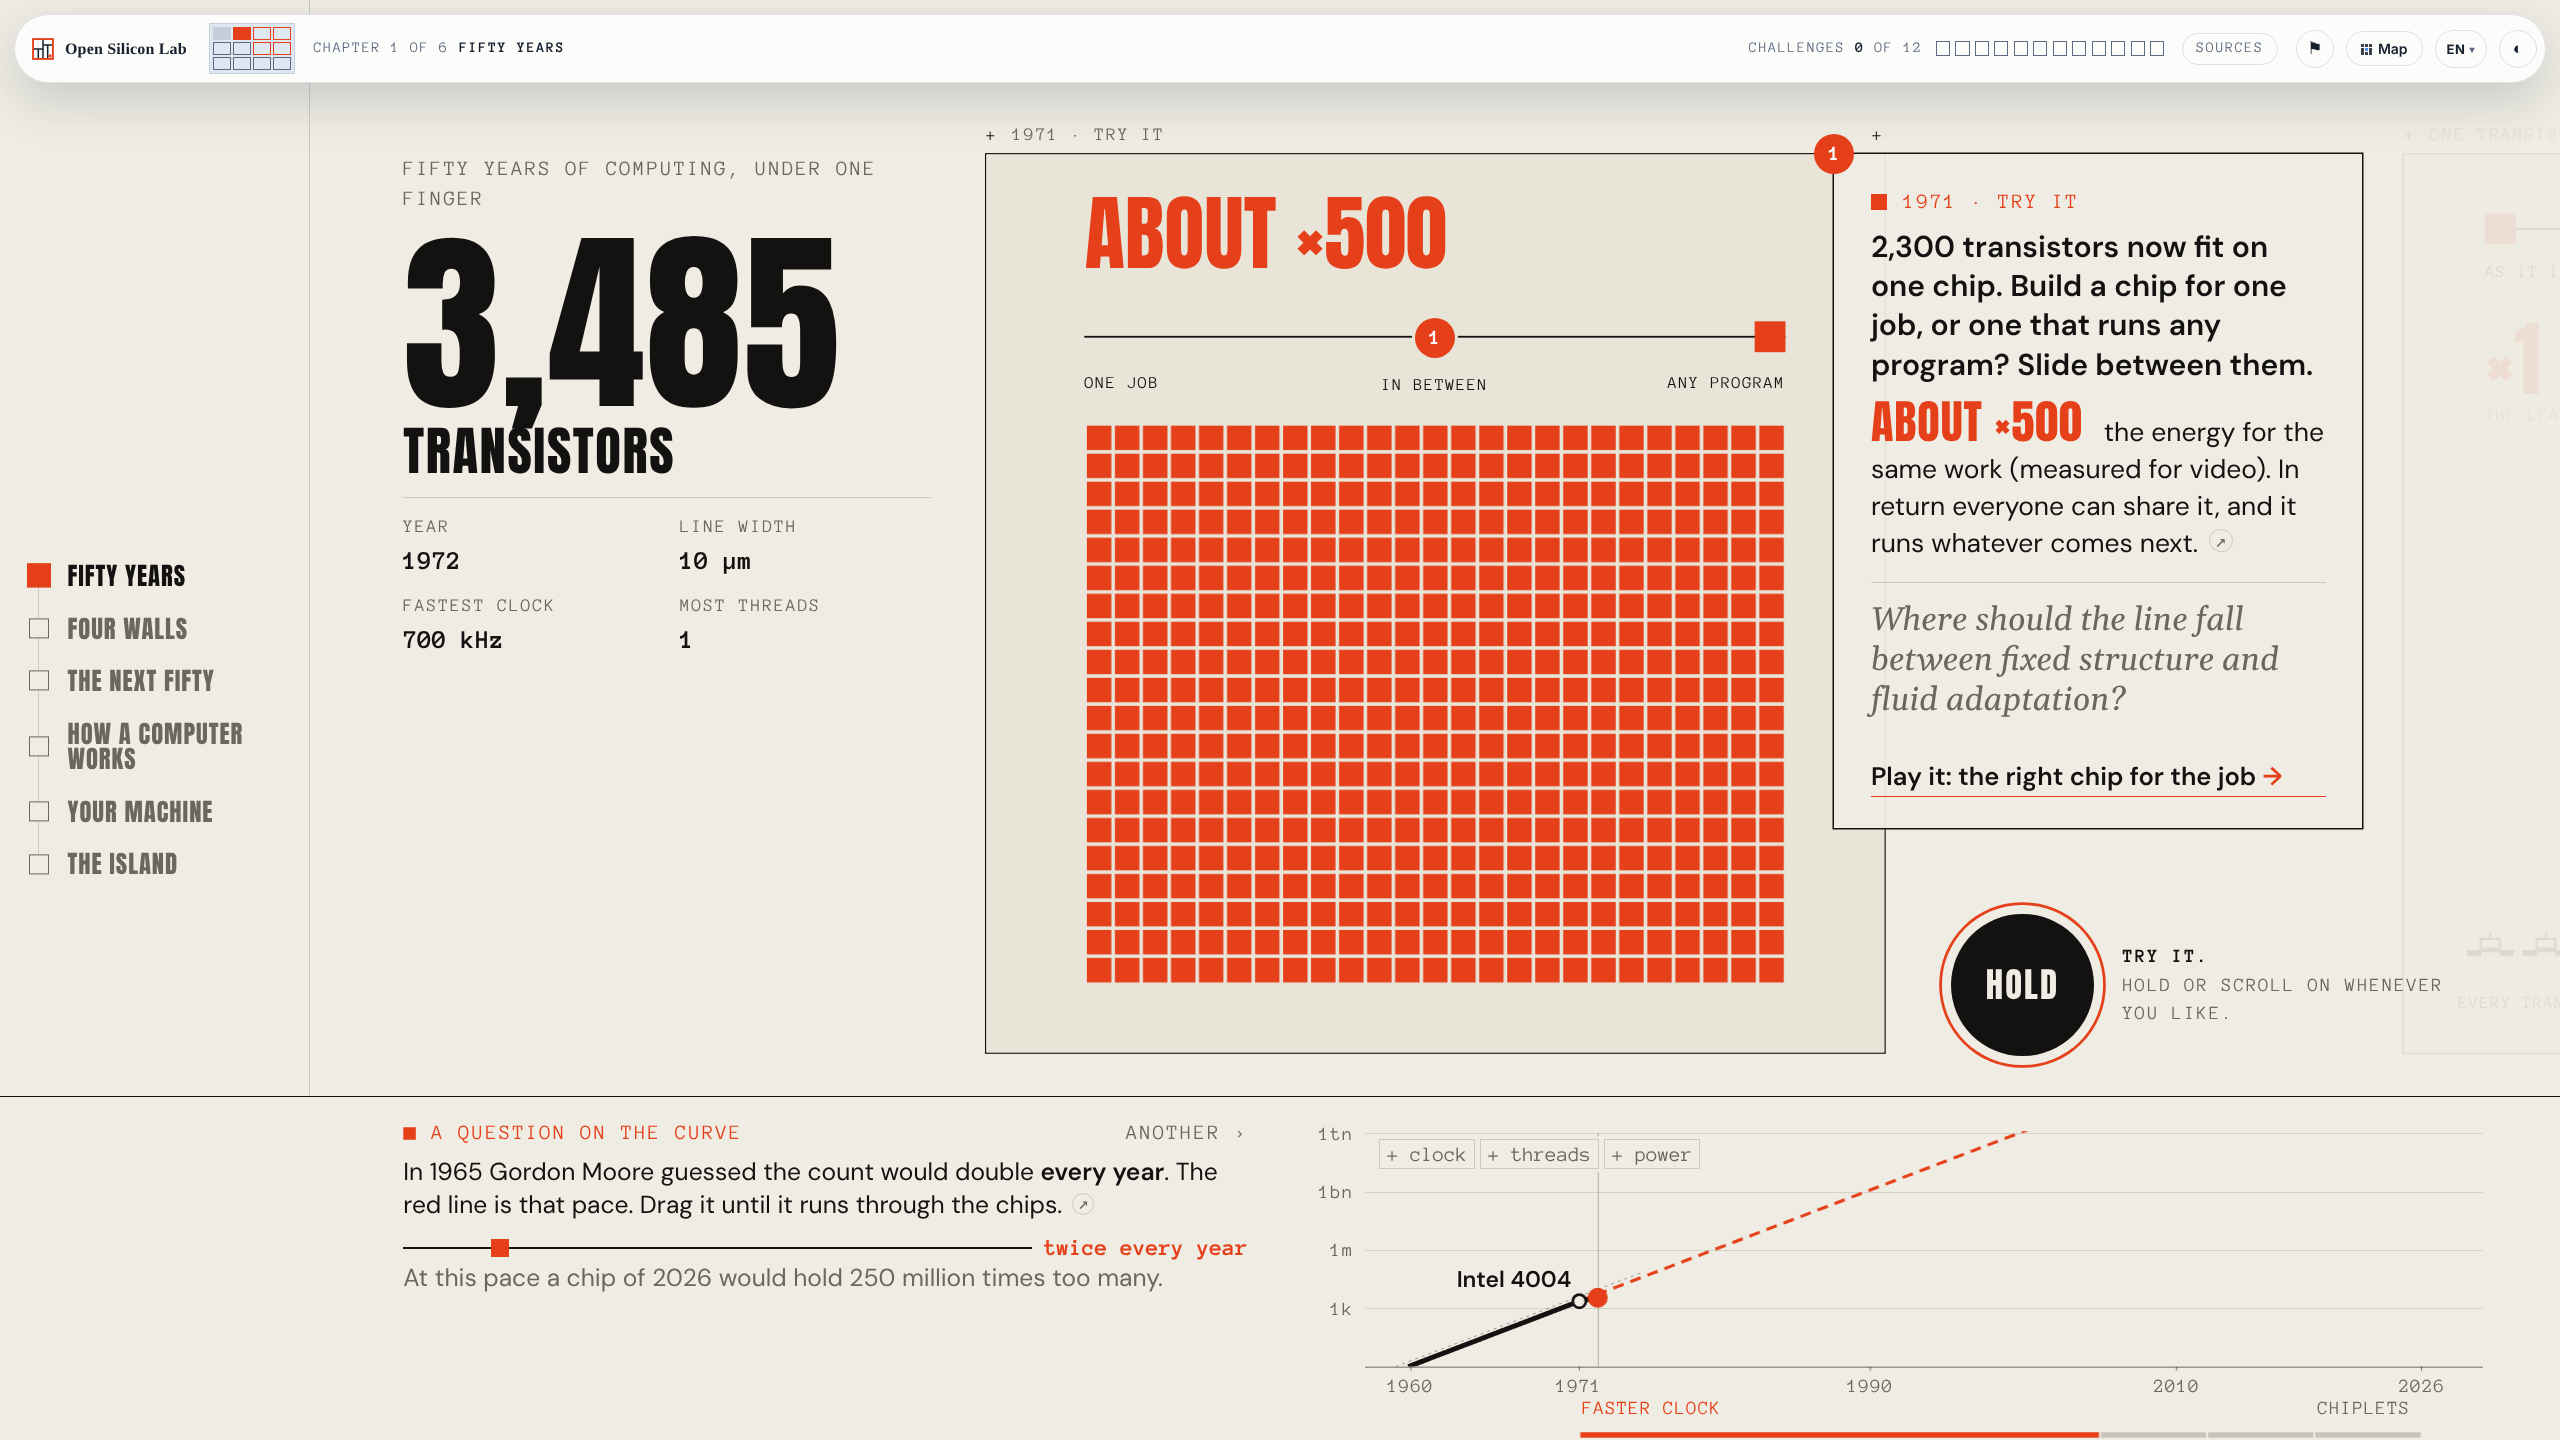 Open Silicon Lab
CHAPTER 1 OF 6 FIFTY YEARS
CHALLENGES 0 OF 12
SOURCES
Map
EN ▾
FIFTY YEARS
FOUR WALLS
THE NEXT FIFTY
HOW A COMPUTER
WORKS
YOUR MACHINE
THE ISLAND
FIFTY YEARS OF COMPUTING, UNDER ONE
FINGER
3,485
TRANSISTORS
YEAR
1972
LINE WIDTH
10 µm
FASTEST CLOCK
700 kHz
MOST THREADS
1
+ 1971 · TRY IT
ABOUT ×500
1
ONE JOB
IN BETWEEN
ANY PROGRAM
1
+
1971 · TRY IT
2,300 transistors now fit on
one chip. Build a chip for one
job, or one that runs any
program? Slide between them.
ABOUT ×500 the energy for the
same work (measured for video). In
return everyone can share it, and it
runs whatever comes next. ↗
Where should the line fall
between fixed structure and
fluid adaptation?
Play it: the right chip for the job →
HOLD
TRY IT.
HOLD OR SCROLL ON WHENEVER
YOU LIKE.
+ ONE TRANSIS
AS IT I
×1
THE LEA
EVERY TRAN
A QUESTION ON THE CURVE
ANOTHER ›
In 1965 Gordon Moore guessed the count would double every year. The
red line is that pace. Drag it until it runs through the chips. ↗
twice every year
At this pace a chip of 2026 would hold 250 million times too many.
+ clock
+ threads
+ power
1tn
1bn
1m
1k
Intel 4004
1960
1971
1990
2010
2026
FASTER CLOCK
CHIPLETS